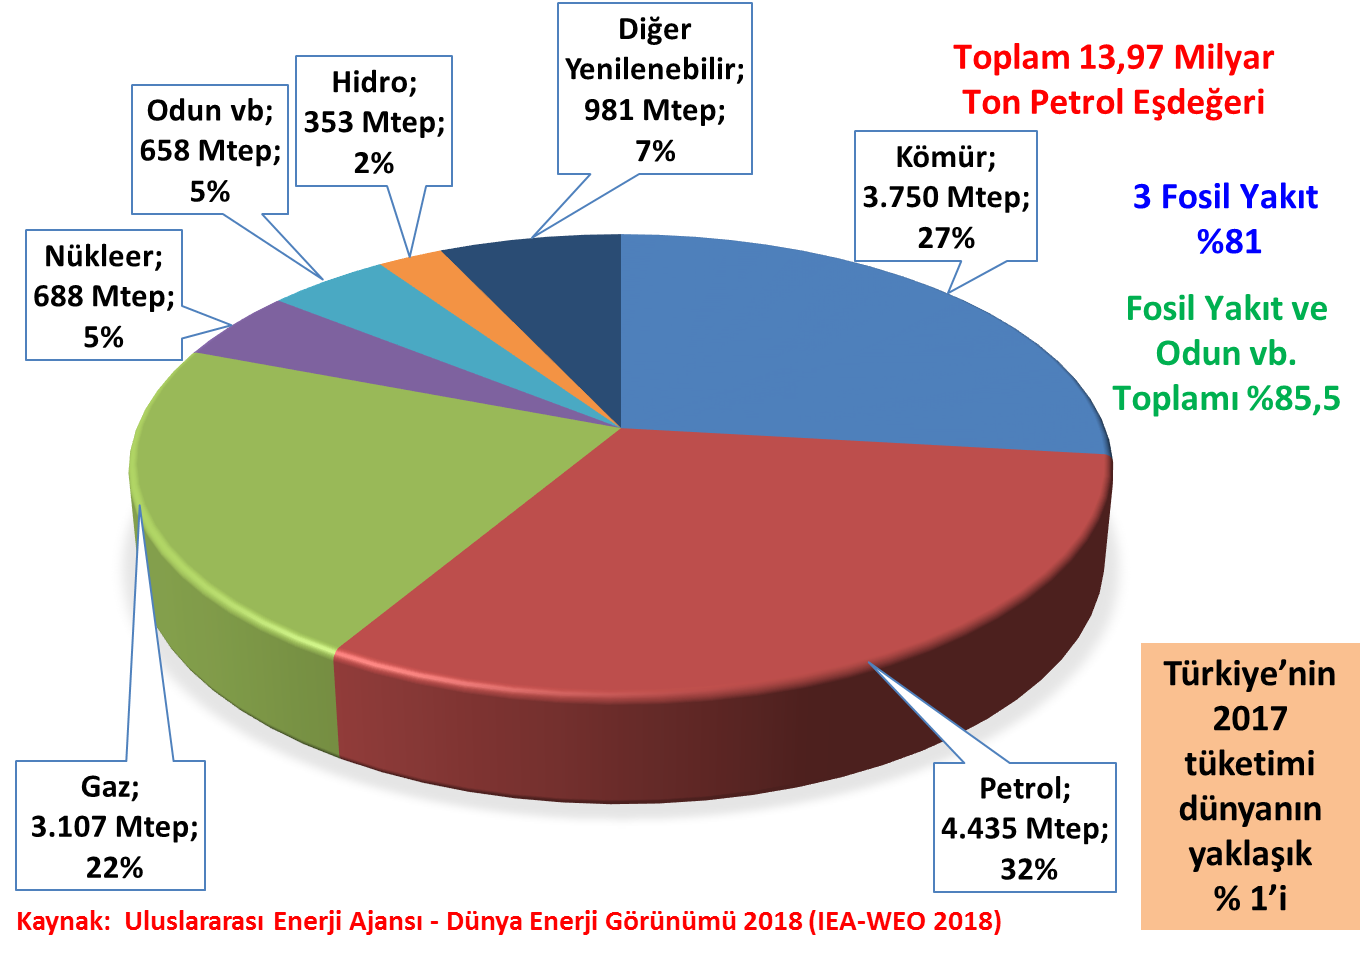 Diğer
Yenilenebilir;
981 Mtep;
7%
Hidro;
353 Mtep;
2%
Odun vb;
658 Mtep;
5%
Nükleer;
688 Mtep;
5%
Toplam 13,97 Milyar
Ton Petrol Eşdeğeri
Kömür;
3.750 Mtep;
27%
3 Fosil Yakıt
%81
Fosil Yakıt ve
Odun vb.
Toplamı %85,5
Gaz;
3.107 Mtep;
22%
Petrol;
4.435 Mtep;
32%
Türkiye’nin
2017
tüketimi
dünyanın
yaklaşık
% 1’i
Kaynak: Uluslararası Enerji Ajansı - Dünya Enerji Görünümü 2018 (IEA-WEO 2018)